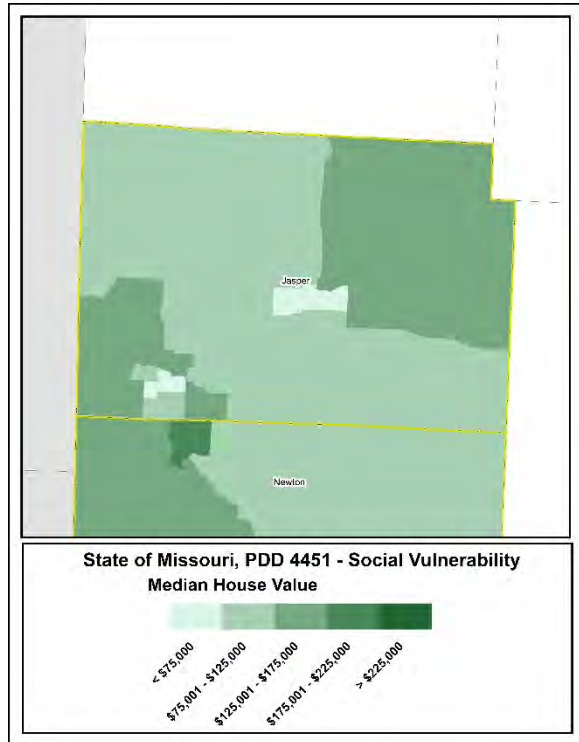 Jasper
Newton
State of Missouri, PDD 4451 - Social Vulnerability
Median House Value
< $75,000
$75,001 - $125,000
$125,001 - $175,000
$175,001 - $225,000
> $225,000